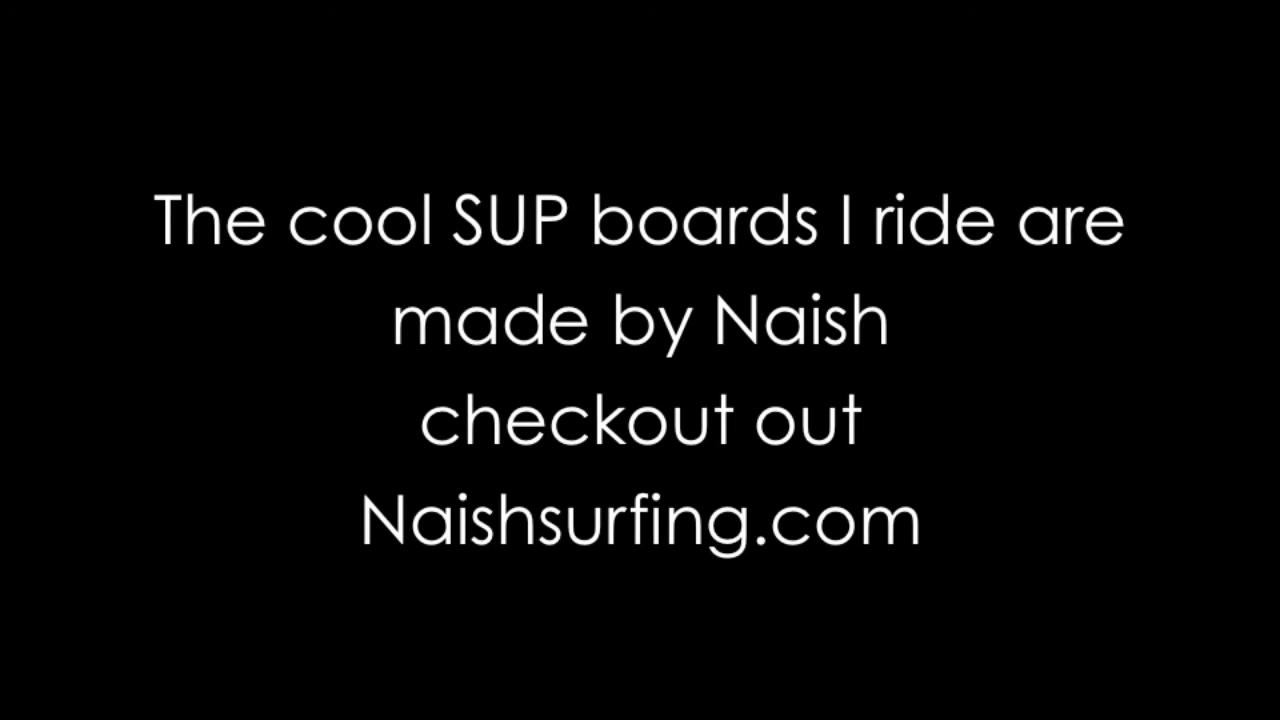 The cool SUP boards I ride are
made by Naish
checkout out
Naishsurfing.com